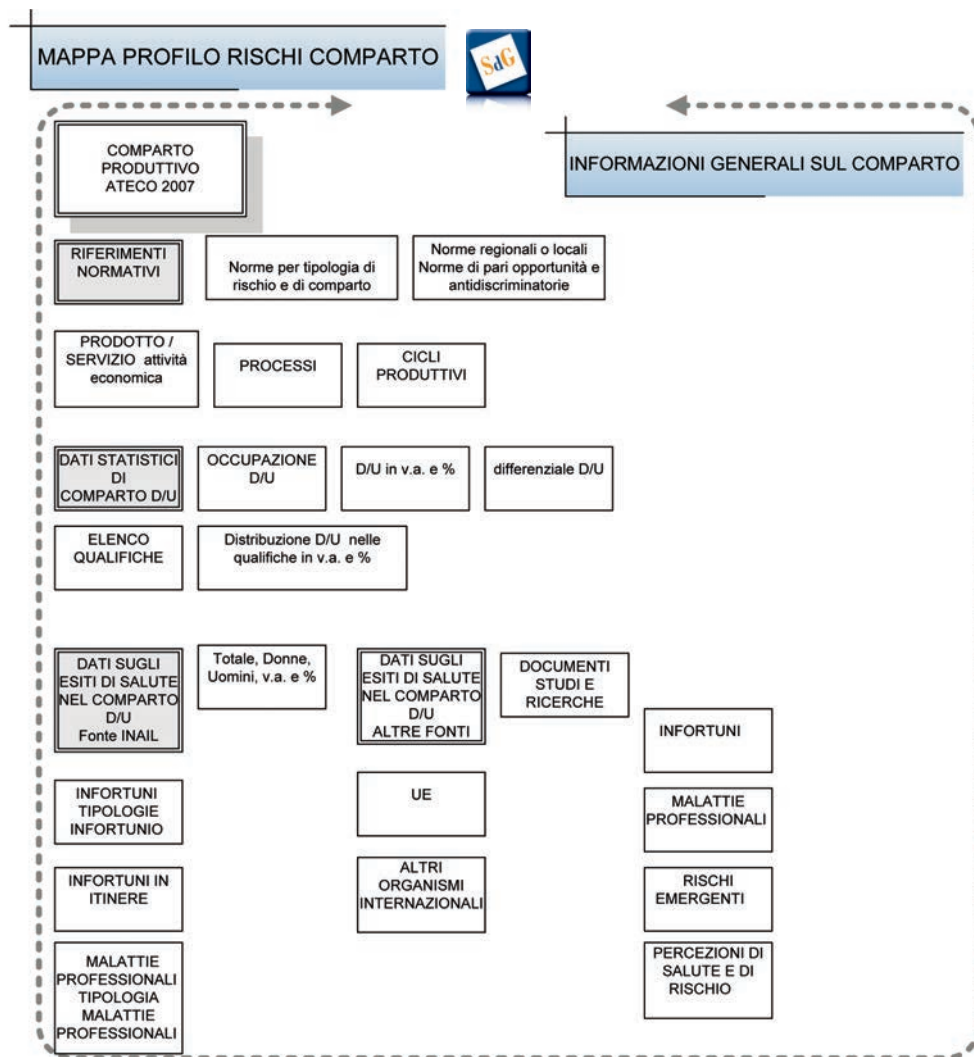 MAPPA PROFILO RISCHI COMPARTO
SdG
COMPARTO
PRODUTTIVO
ATECO 2007
INFORMAZIONI GENERALI SUL COMPARTO
RIFERIMENTI
NORMATIVI
Norme per tipologia di
rischio e di comparto
Norme regionali o locali
Norme di pari opportunità e
antidiscriminatorie
PRODOTTO /
SERVIZIO attività
economica
PROCESSI
CICLI
PRODUTTIVI
DATI STATISTICI
DI
COMPARTO D/U
OCCUPAZIONE
D/U
D/U in v.a. e %
differenziale D/U
ELENCO
QUALIFICHE
Distribuzione D/U nelle
qualifiche in v.a. e %
DATI SUGLI
ESITI DI SALUTE
NEL COMPARTO
D/U
Fonte INAIL
Totale, Donne,
Uomini, v.a. e %
DATI SUGLI
ESITI DI SALUTE
NEL COMPARTO
D/U
ALTRE FONTI
DOCUMENTI
STUDI E
RICERCHE
INFORTUNI
INFORTUNI
TIPOLOGIE
INFORTUNIO
UE
MALATTIE
PROFESSIONALI
INFORTUNI IN
ITINERE
ALTRI
ORGANISMI
INTERNAZIONALI
RISCHI
EMERGENTI
MALATTIE
PROFESSIONALI
TIPOLOGIA
MALATTIE
PROFESSIONALI
PERCEZIONI DI
SALUTE E DI
RISCHIO